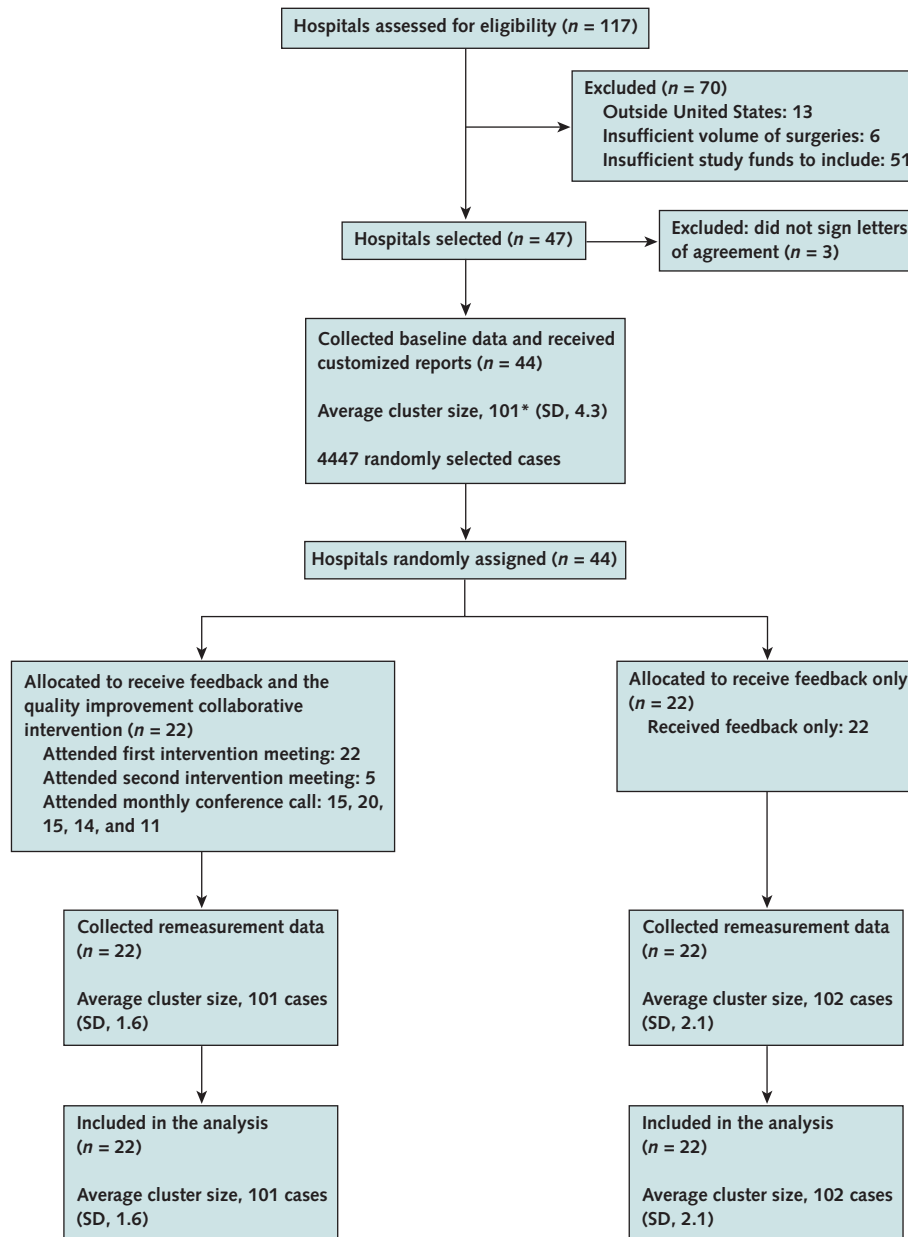 Hospitals assessed for eligibility (n = 117)
Excluded (n = 70)
Outside United States: 13
Insufficient volume of surgeries: 6
Insufficient study funds to include: 51
Hospitals selected (n = 47)
Excluded: did not sign letters
of agreement (n = 3)
Collected baseline data and received
customized reports (n = 44)
Average cluster size, 101* (SD, 4.3)
4447 randomly selected cases
Hospitals randomly assigned (n = 44)
Allocated to receive feedback and the
quality improvement collaborative
intervention (n = 22)
Attended first intervention meeting: 22
Attended second intervention meeting: 5
Attended monthly conference call: 15, 20,
15, 14, and 11
Allocated to receive feedback only
(n = 22)
Received feedback only: 22
Collected remeasurement data
(n = 22)
Average cluster size, 101 cases
(SD, 1.6)
Collected remeasurement data
(n = 22)
Average cluster size, 102 cases
(SD, 2.1)
Included in the analysis
(n = 22)
Average cluster size, 101 cases
(SD, 1.6)
Included in the analysis
(n = 22)
Average cluster size, 102 cases
(SD, 2.1)